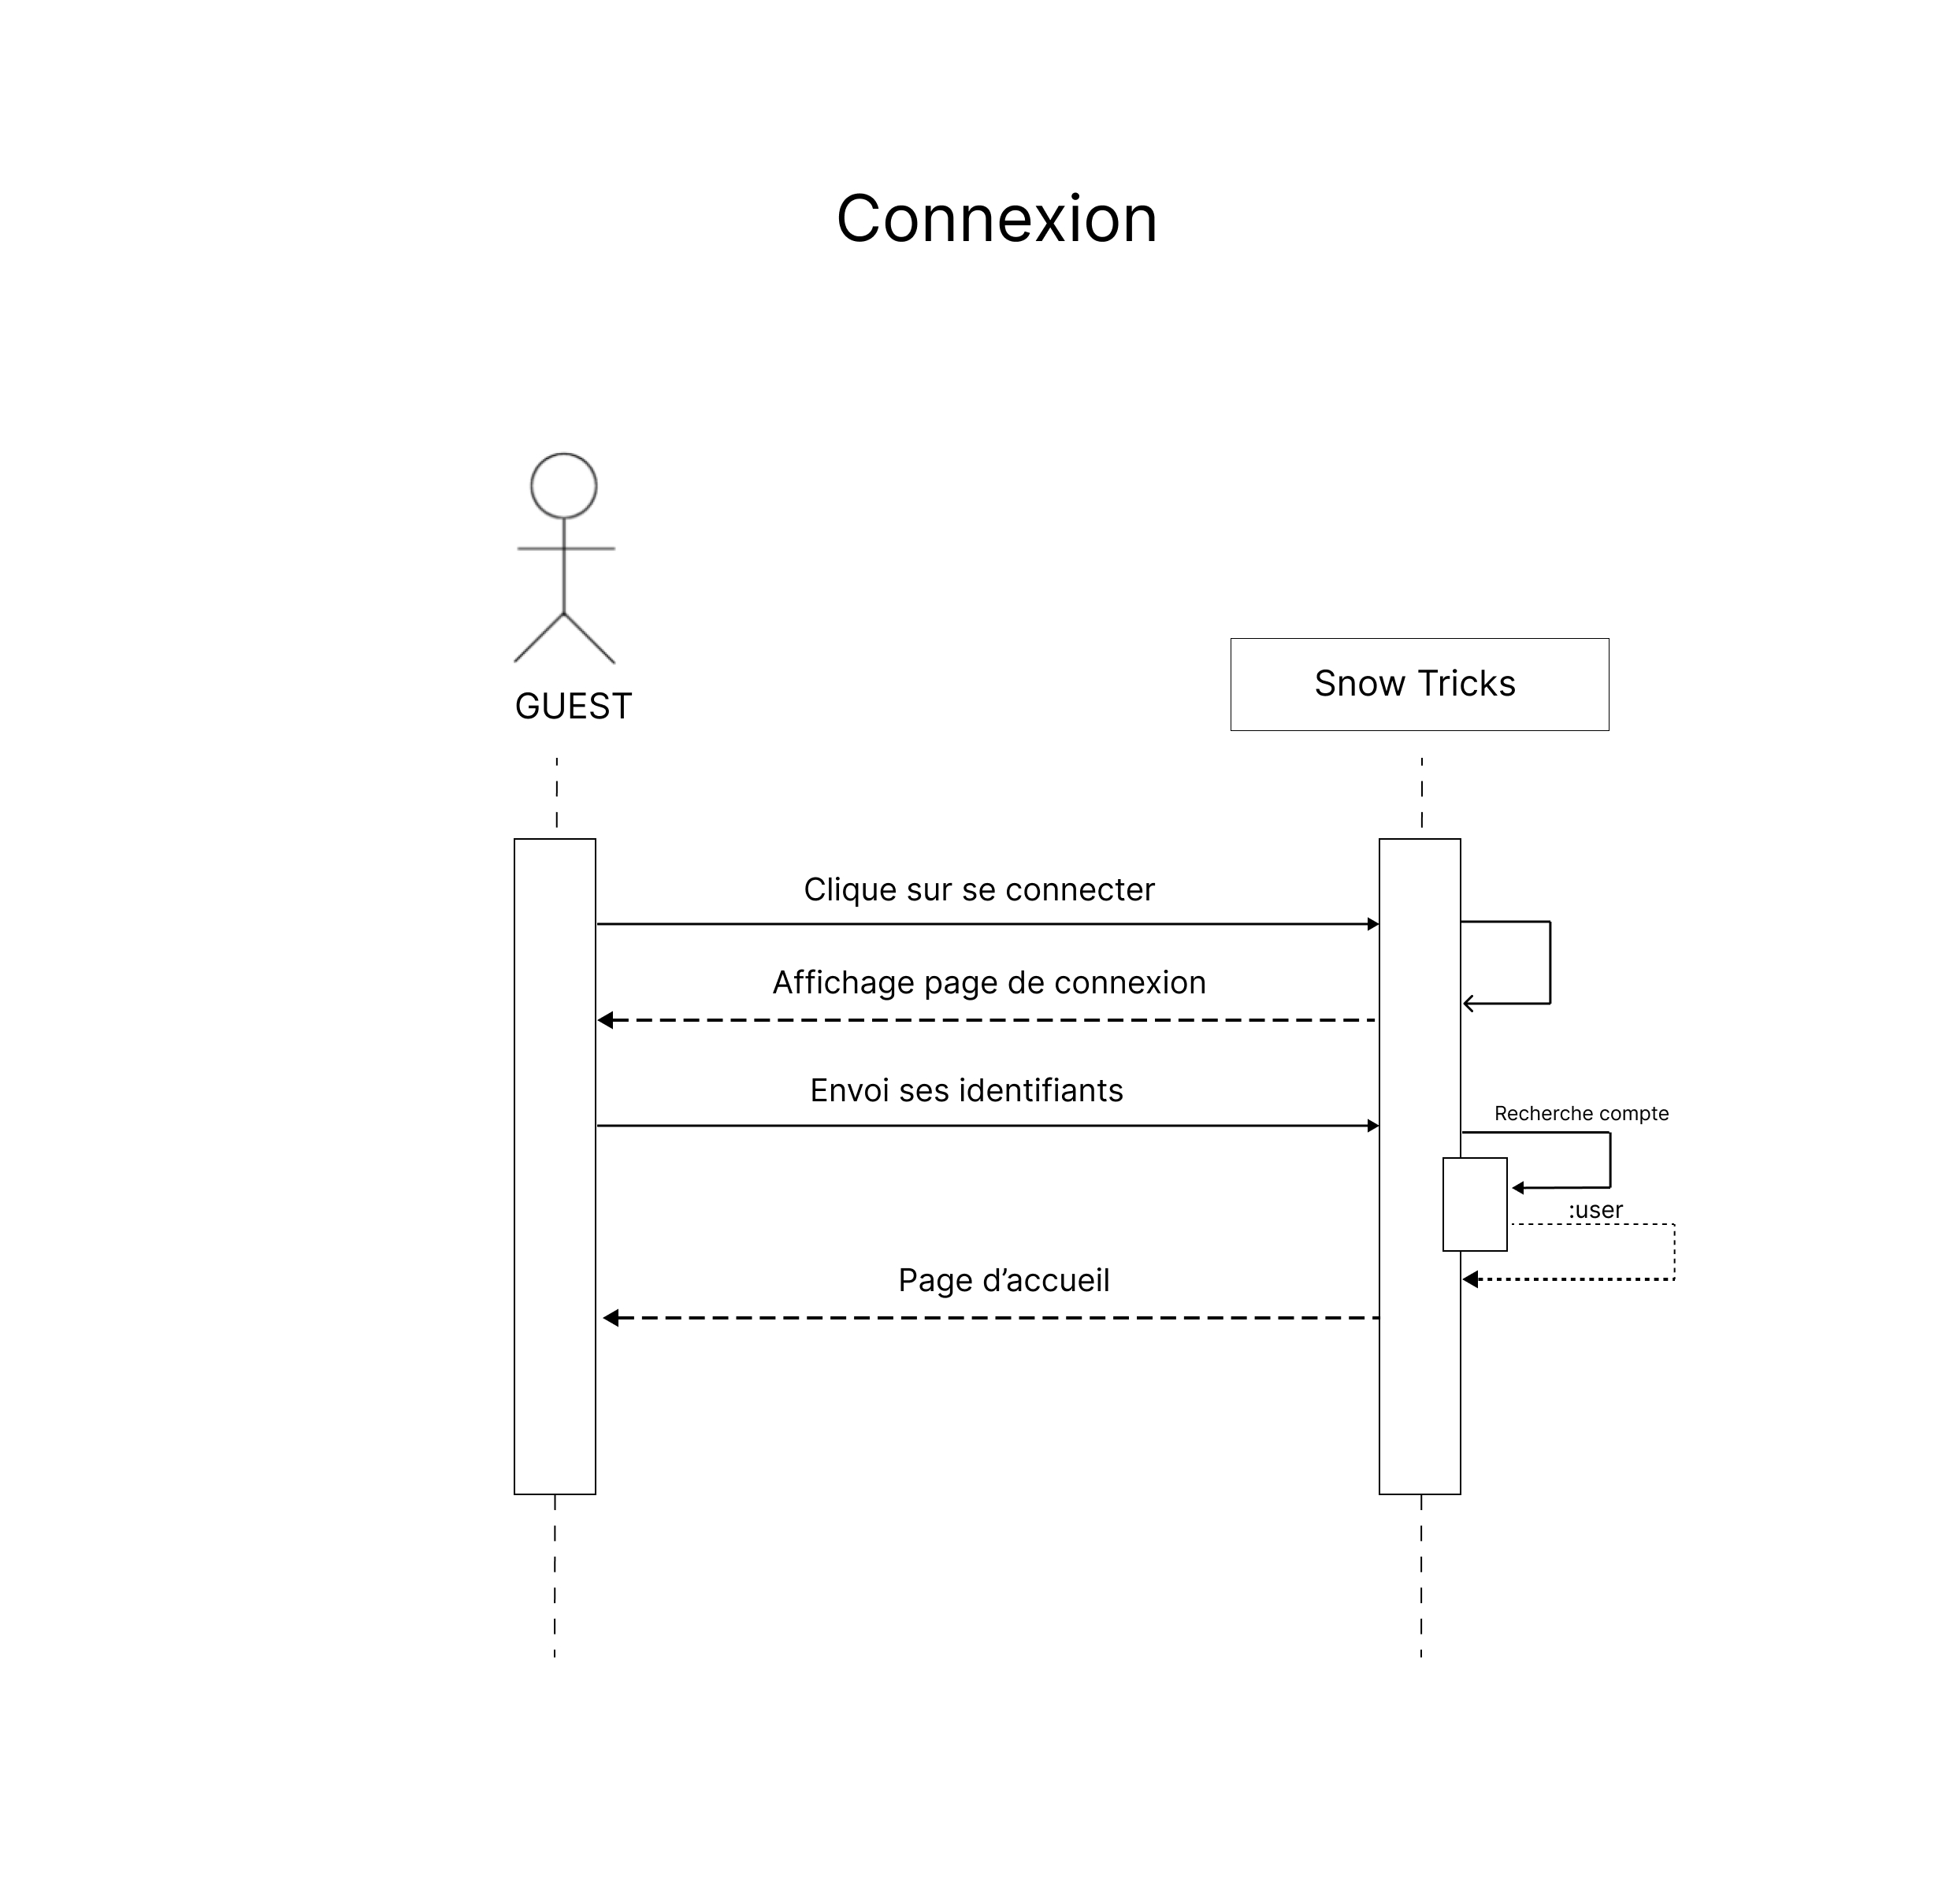 Connexion
GUEST
Snow Tricks
Clique sur se connecter
Affichage page de connexion
Envoi ses identifiants
Recherche compte
:user
Page d’accueil